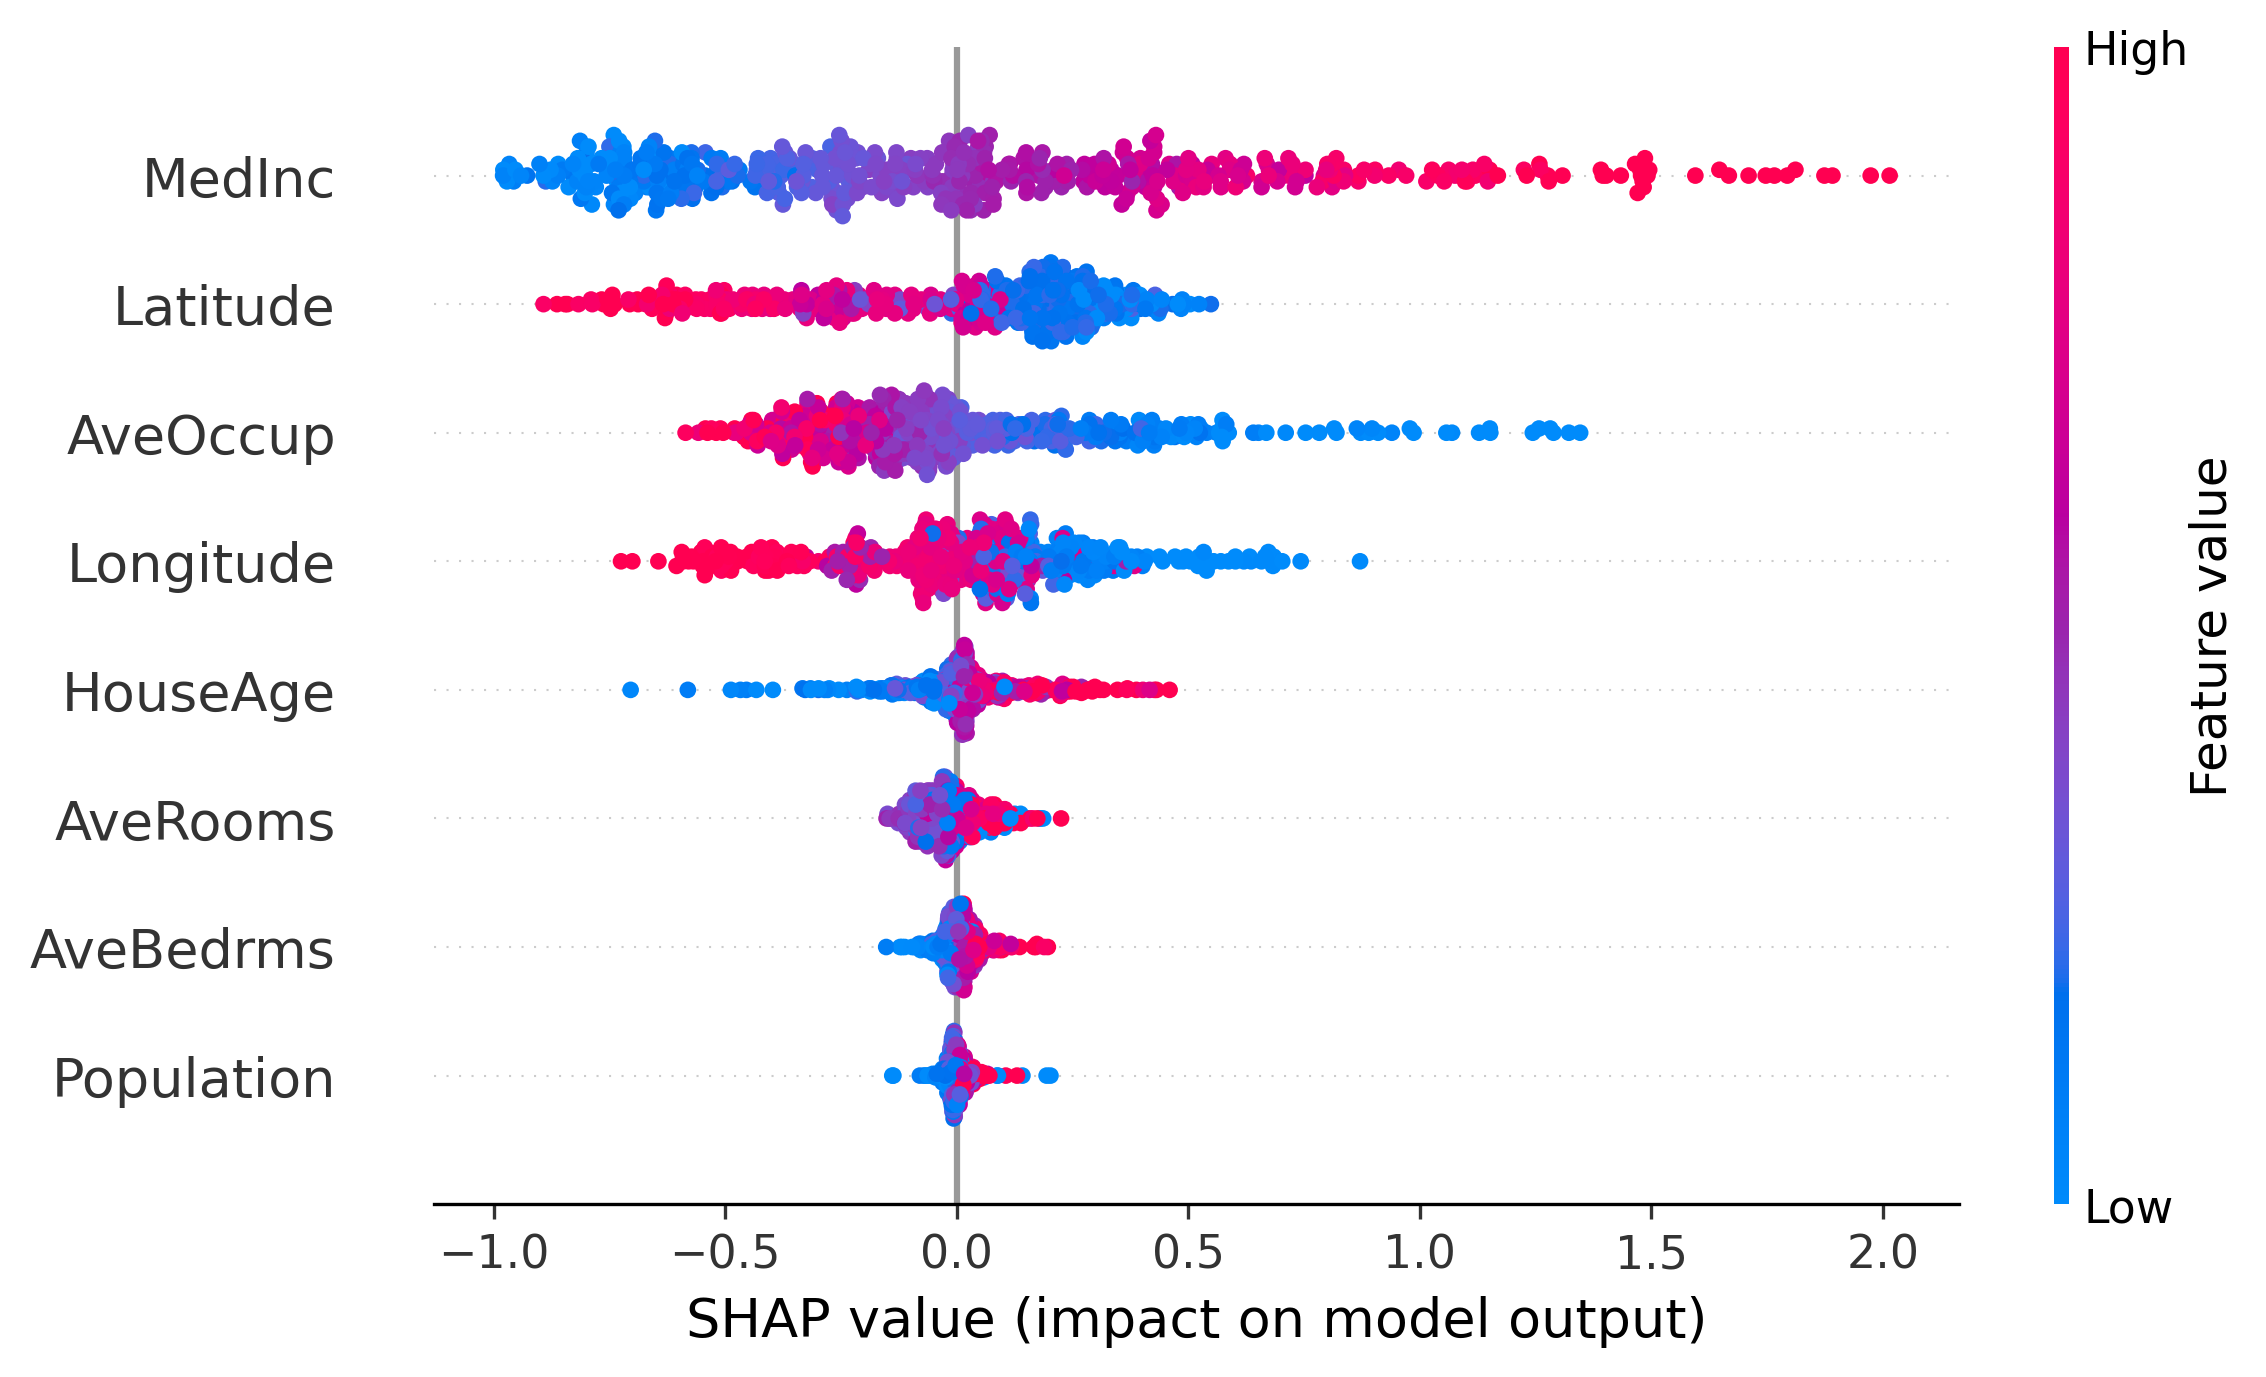 High
MedInc
Latitude
AveOccup
Longitude
HouseAge
AveRooms
AveBedrms
Population
Feature value
Low
−1.0 −0.5 0.0 0.5 1.0 1.5 2.0
SHAP value (impact on model output)